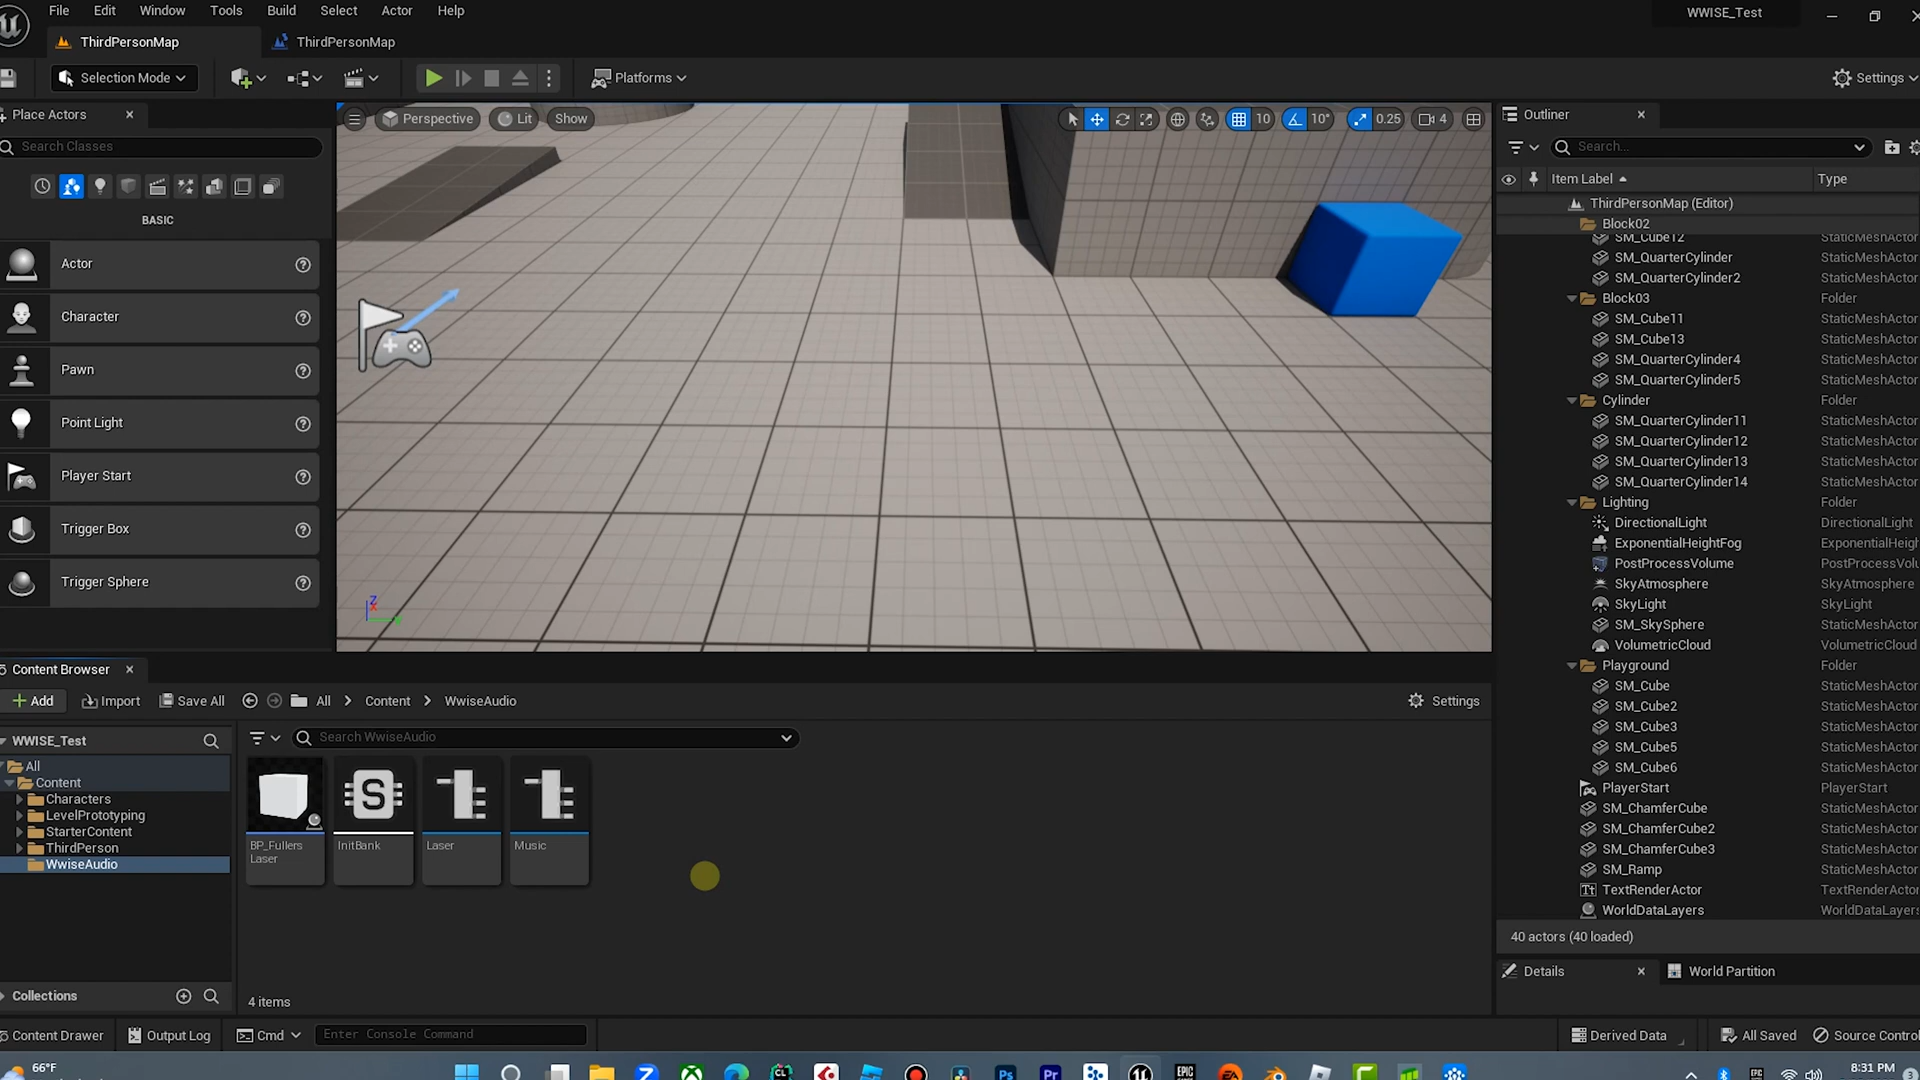 File Edit Window Tools Build Select Actor Help
WWISE_Test
ThirdPersonMap
ThirdPersonMap
Selection Mode
Platforms
Settings
Place Actors
Search Classes
BASIC
Actor
Character
Pawn
Point Light
Player Start
Trigger Box
Trigger Sphere
Perspective
Lit
Show
10
10°
0.25
4
Z
Outliner
Search...
Item Label
Type
ThirdPersonMap (Editor)
Block02
SM_Cube12 StaticMeshActor
SM_QuarterCylinder StaticMeshActor
SM_QuarterCylinder2 StaticMeshActor
Block03 Folder
SM_Cube11 StaticMeshActor
SM_Cube13 StaticMeshActor
SM_QuarterCylinder4 StaticMeshActor
SM_QuarterCylinder5 StaticMeshActor
Cylinder Folder
SM_QuarterCylinder11 StaticMeshActor
SM_QuarterCylinder12 StaticMeshActor
SM_QuarterCylinder13 StaticMeshActor
SM_QuarterCylinder14 StaticMeshActor
Lighting Folder
DirectionalLight DirectionalLight
ExponentialHeightFog ExponentialHeigh
PostProcessVolume PostProcessVolu
SkyAtmosphere SkyAtmosphere
SkyLight SkyLight
SM_SkySphere StaticMeshActor
VolumetricCloud VolumetricCloud
Playground Folder
SM_Cube StaticMeshActor
SM_Cube2 StaticMeshActor
SM_Cube3 StaticMeshActor
SM_Cube5 StaticMeshActor
SM_Cube6 StaticMeshActor
PlayerStart PlayerStart
SM_ChamferCube StaticMeshActor
SM_ChamferCube2 StaticMeshActor
SM_ChamferCube3 StaticMeshActor
SM_Ramp StaticMeshActor
TextRenderActor TextRenderActor
WorldDataLayers WorldDataLayers
40 actors (40 loaded)
Details
World Partition
Content Browser
Add
Import
Save All
All
Content
WwiseAudio
Settings
WWISE_Test
All
Content
Characters
LevelPrototyping
StarterContent
ThirdPerson
WwiseAudio
Search WwiseAudio
BP_Fullers
Laser
InitBank
Laser
Music
Collections
4 items
Content Drawer
Output Log
Cmd
Enter Console Command
Derived Data
All Saved
Source Control
66°F
8:31 PM